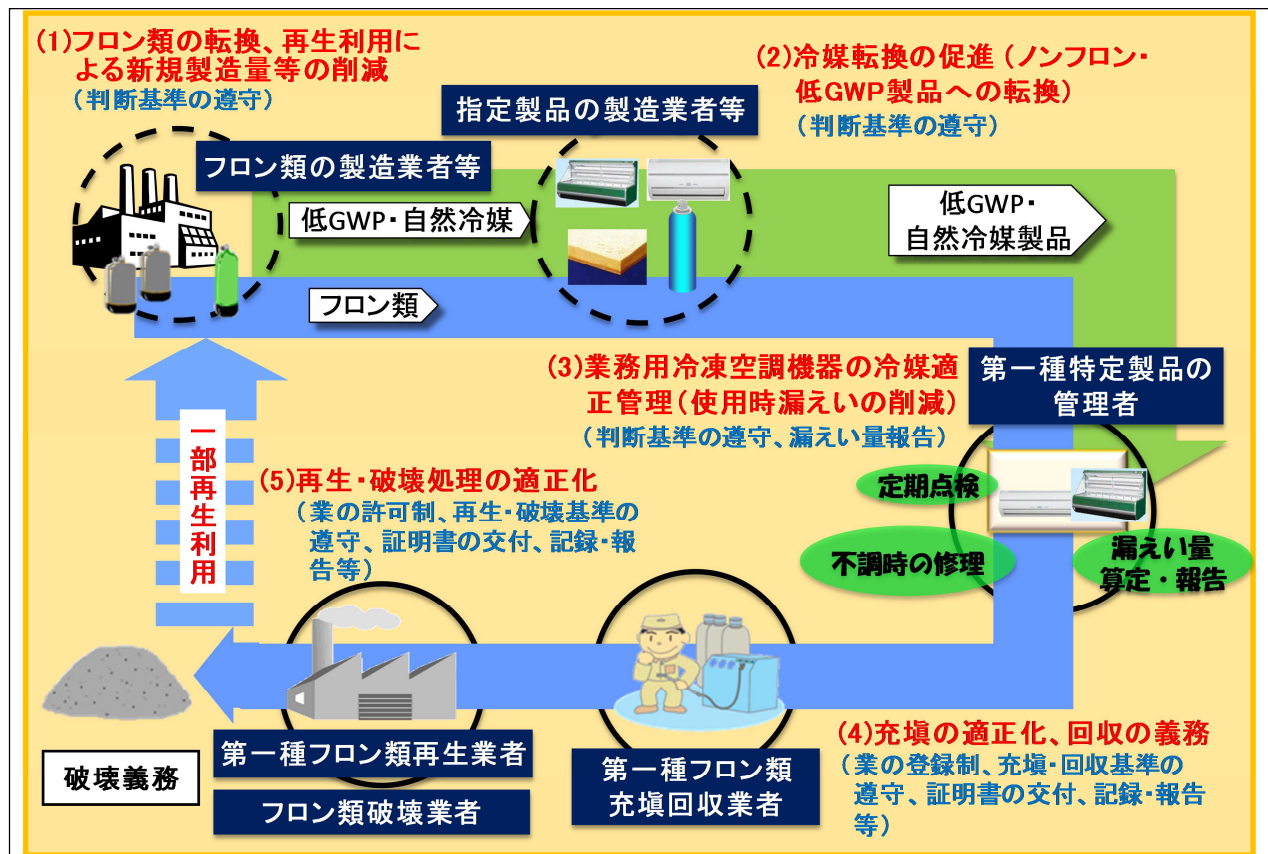 (1)フロン類の転換、再生利用に
よる新規製造量等の削減
(判断基準の遵守)
(2)冷媒転換の促進(ノンフロン・
低GWP製品への転換)
(判断基準の遵守)
指定製品の製造業者等
フロン類の製造業者等
低GWP・自然冷媒
低GWP・
自然冷媒製品
フロン類
(3)業務用冷凍空調機器の冷媒適
正管理(使用時漏えいの削減)
(判断基準の遵守、漏えい量報告)
第一種特定製品の
管理者
定期点検
不調時の修理
漏えい量
算定・報告
一部再生利用
(5)再生・破壊処理の適正化
(業の許可制、再生・破壊基準の
遵守、証明書の交付、記録・報
告等)
破壊義務
第一種フロン類再生業者
フロン類破壊業者
第一種フロン類
充塡回収業者
(4)充塡の適正化、回収の義務
(業の登録制、充塡・回収基準の
遵守、証明書の交付、記録・報告
等)